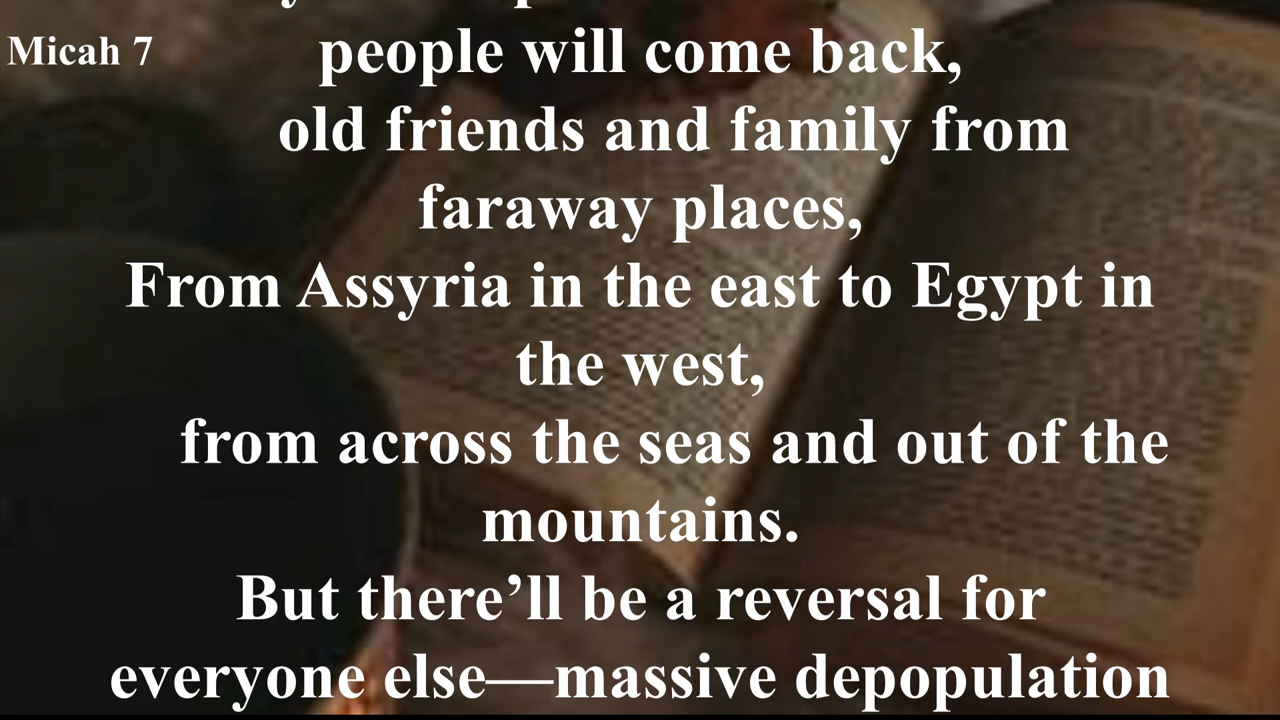 Micah 7
people will come back,
old friends and family from
faraway places,
From Assyria in the east to Egypt in
the west,
from across the seas and out of the
mountains.
But there’ll be a reversal for
everyone else—massive depopulation